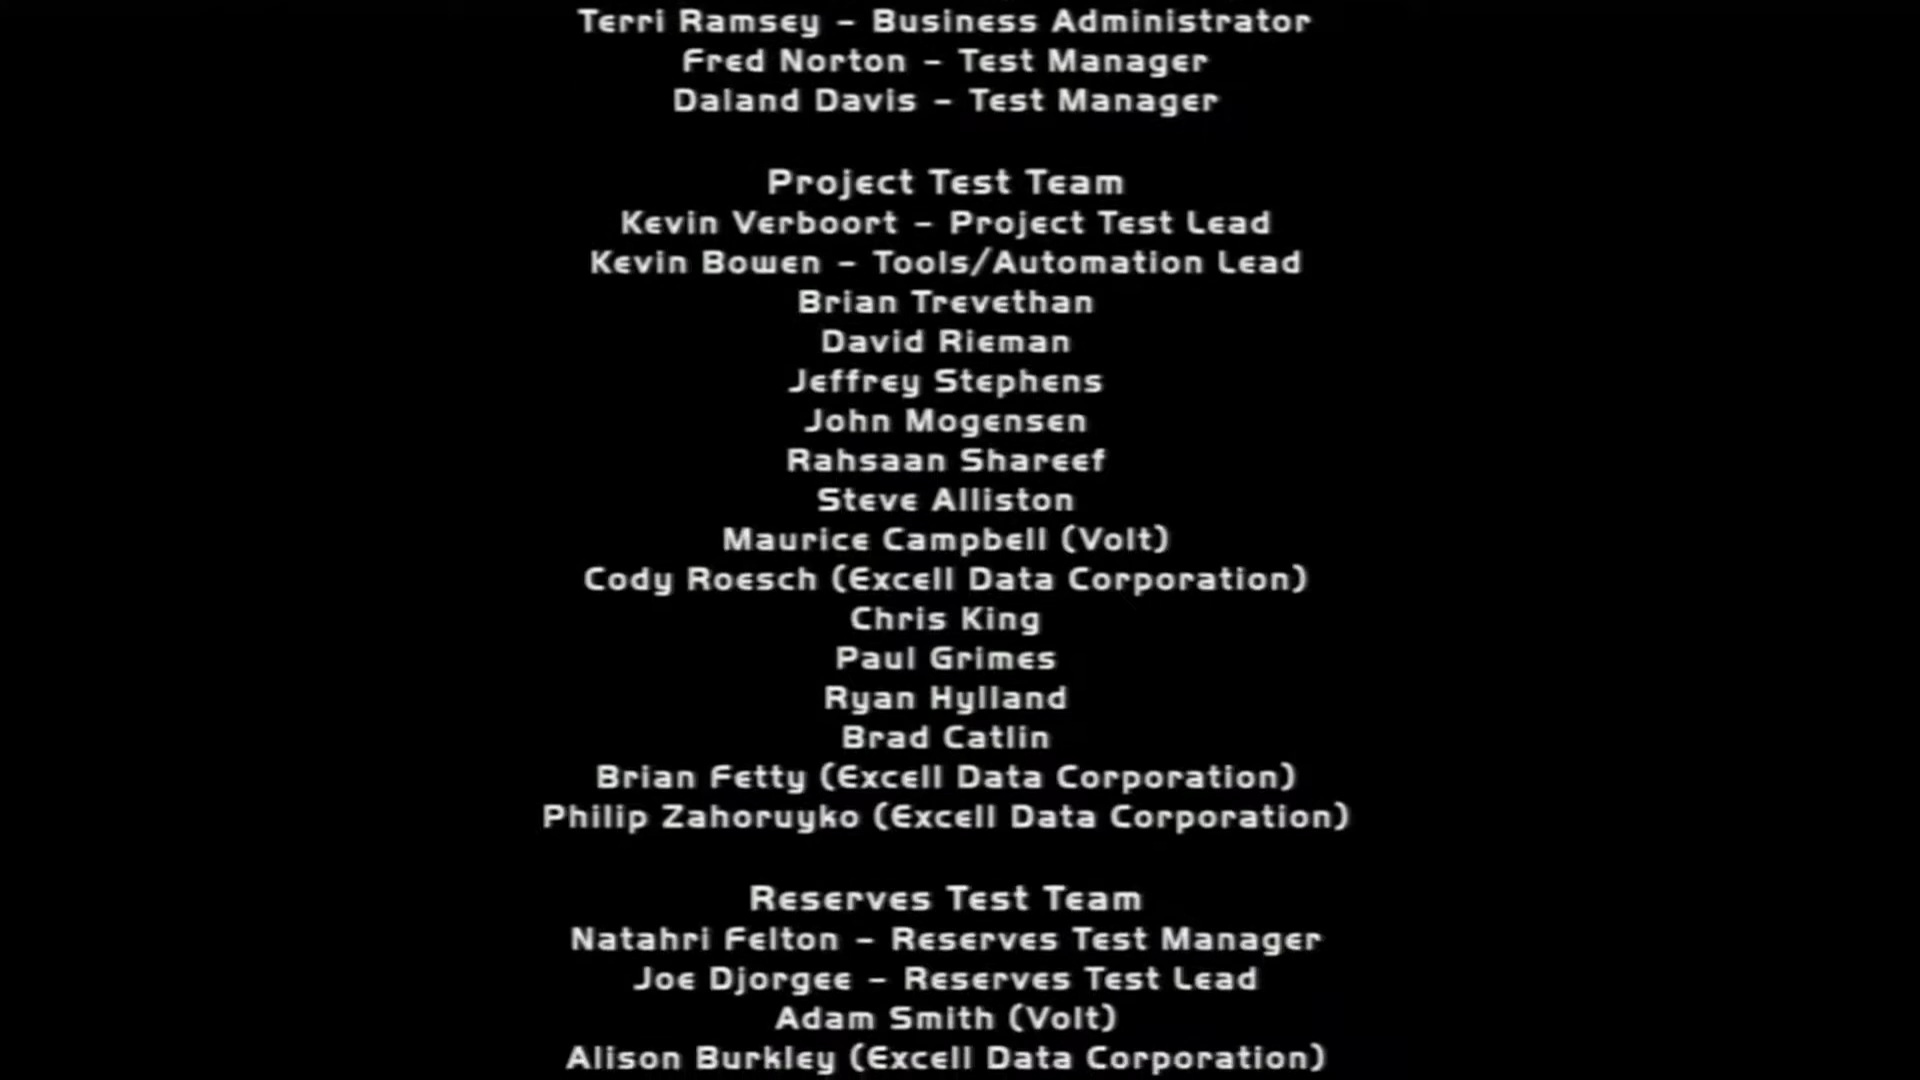 Terri Ramsey - Business Administrator
Fred Norton - Test Manager
Daland Davis - Test Manager
Project Test Team
Kevin Verboort - Project Test Lead
Kevin Bowen - Tools/Automation Lead
Brian Trevethan
David Rieman
Jeffrey Stephens
John Mogensen
Rahsaan Shareef
Steve Alliston
Maurice Campbell (Volt)
Cody Roesch (Excell Data Corporation)
Chris King
Paul Grimes
Ryan Hylland
Brad Catlin
Brian Fetty (Excell Data Corporation)
Philip Zahoruyko (Excell Data Corporation)
Reserves Test Team
Natahri Felton - Reserves Test Manager
Joe Djorgee - Reserves Test Lead
Adam Smith (Volt)
Alison Burkley (Excell Data Corporation)